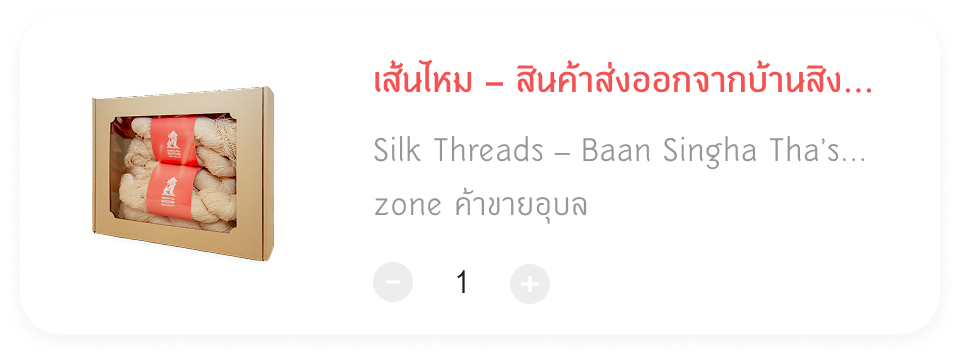 เส้นไหม – สินค้าส่งออกจากบ้านสิง...
Silk Threads – Baan Singha Tha's...
zone ค้าขายอุบล
1